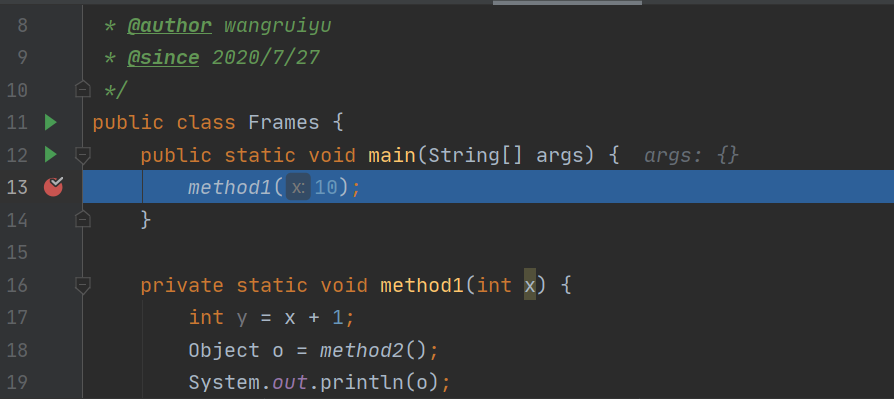 8 * @author wangruiyu
9 * @since 2020/7/27
10 */
11 public class Frames {
12 public static void main(String[] args) { args: {}
13 method1( x: 10);
14 }
15
16 private static void method1(int x) {
17 int y = x + 1;
18 Object o = method2();
19 System.out.println(o);